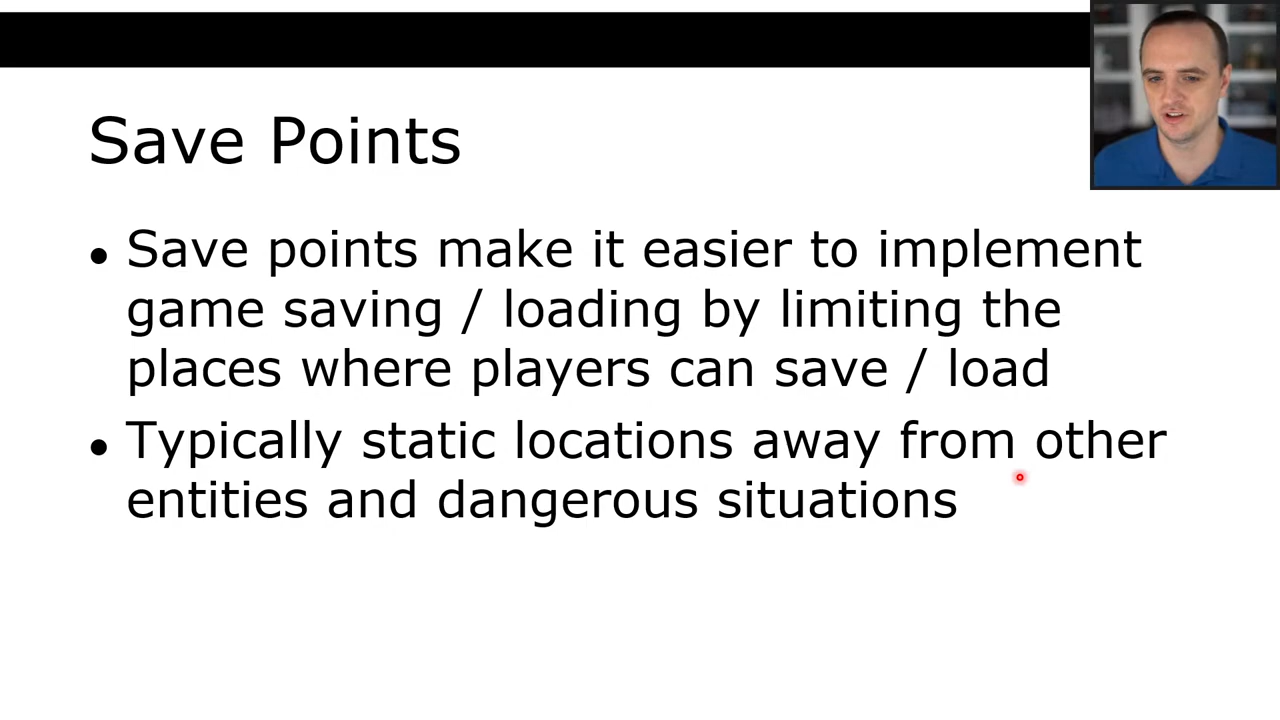 Save Points
• Save points make it easier to implement
game saving / loading by limiting the
places where players can save / load
• Typically static locations away from other
entities and dangerous situations